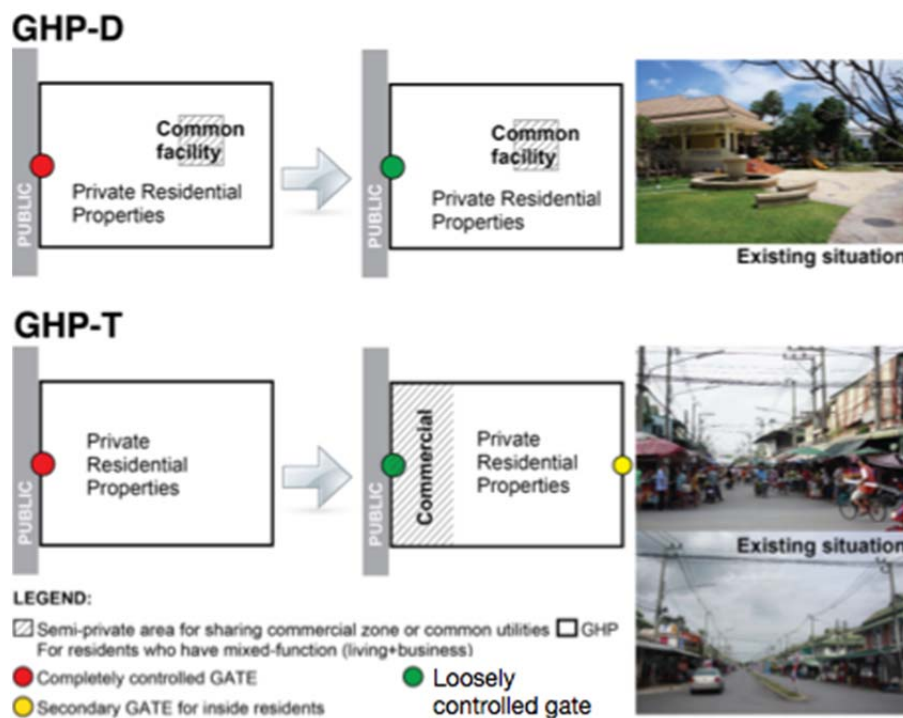 GHP-D
PUBLIC
Common
facility
Private Residential
Properties
PUBLIC
Common
facility
Private Residential
Properties
Existing situation
GHP-T
PUBLIC
Private
Residential
Properties
PUBLIC
Commercial
Private
Residential
Properties
Existing situation
LEGEND:
Semi-private area for sharing commercial zone or common utilities GHP
For residents who have mixed-function (living+business)
Completely controlled GATE
Loosely
controlled gate
Secondary GATE for inside residents